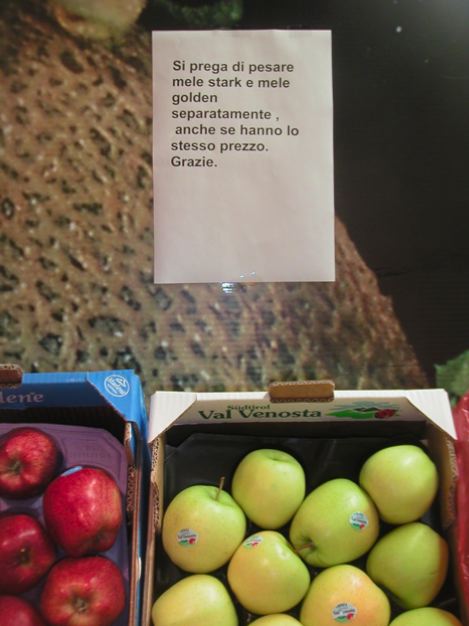 Si prega di pesare
mele stark e mele
golden
separatamente ,
anche se hanno lo
stesso prezzo.
Grazie.
Südtirol
Val Venosta